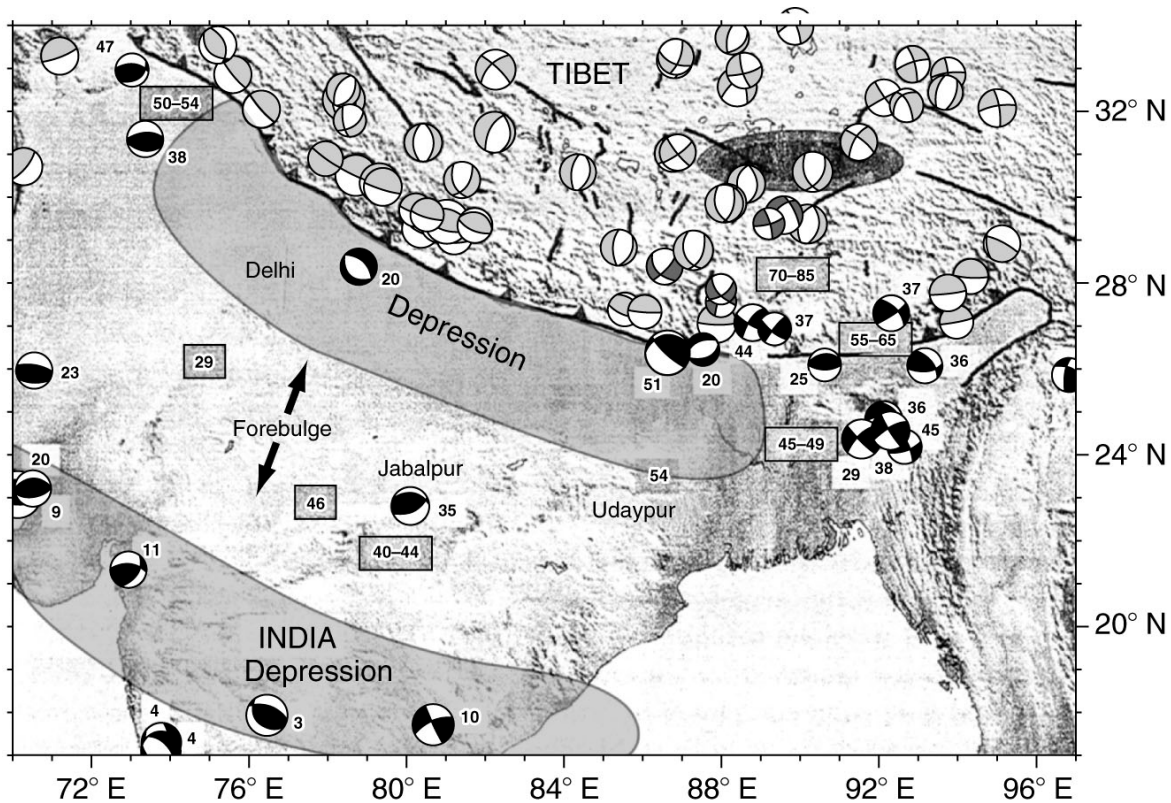 47
TIBET
50–54
32° N
38
Delhi
20
70–85
28° N
Depression
37
37
44
55–65
51
20
25
36
29
23
Forebulge
36
45
45–49
29
38
24° N
20
Jabalpur
54
46
35
Udaypur
9
11
40–44
20° N
INDIA
Depression
4
3
10
4
72° E
76° E
80° E
84° E
88° E
92° E
96° E